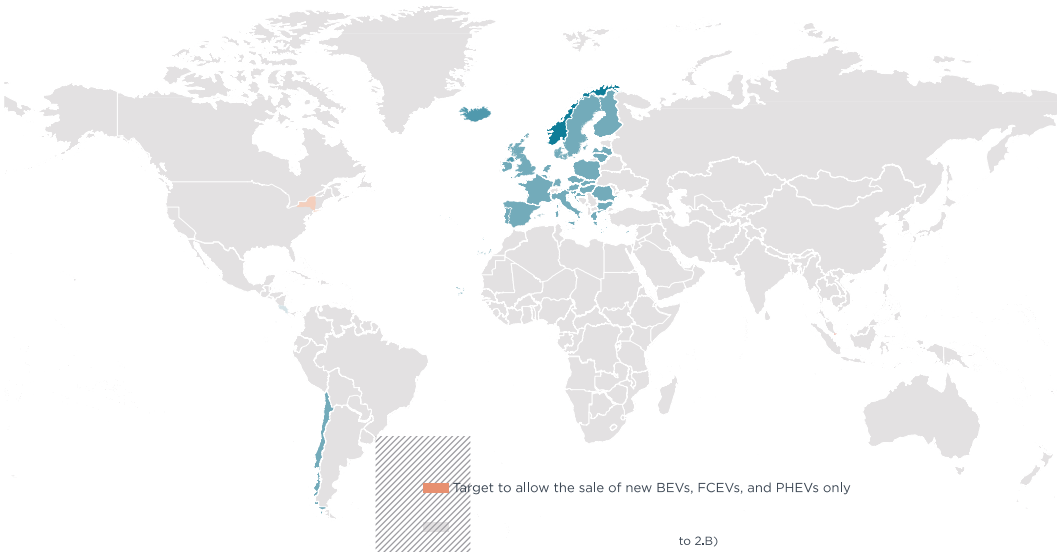 Target to allow the sale of new BEVs, FCEVs, and PHEVs only
to 2.B)